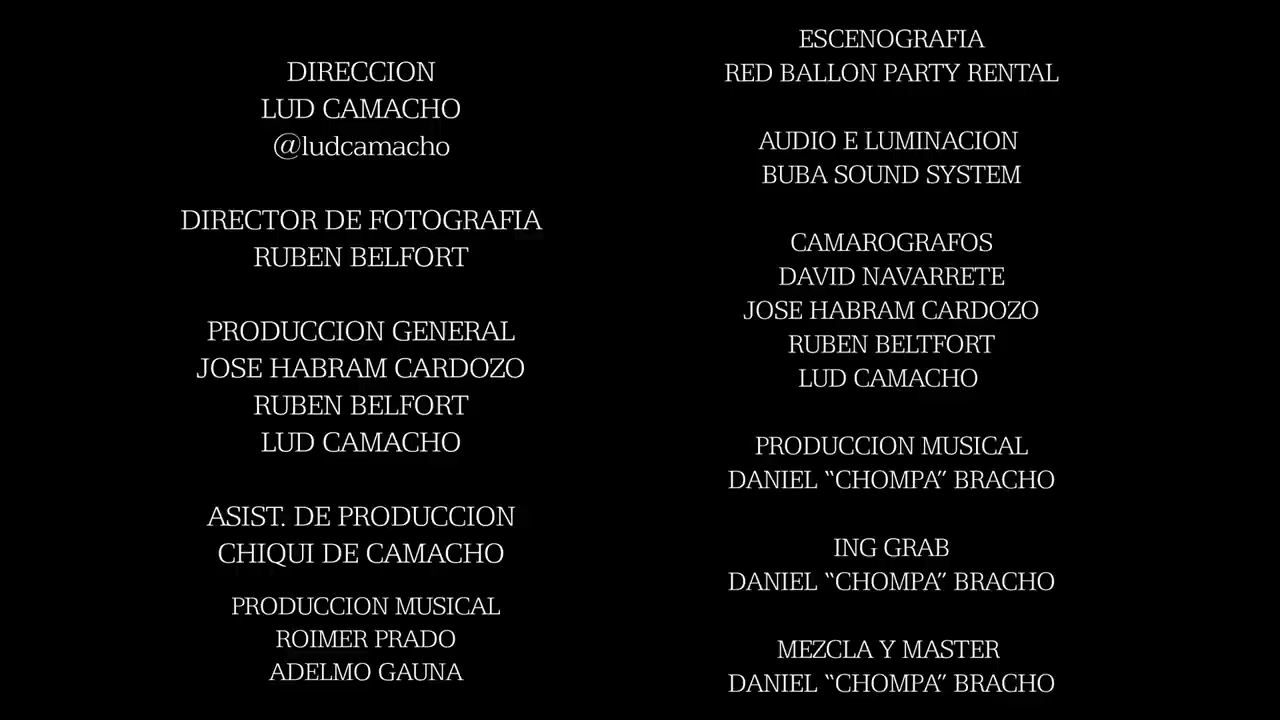 DIRECCION
LUD CAMACHO
@ludcamacho
DIRECTOR DE FOTOGRAFIA
RUBEN BELFORT
PRODUCCION GENERAL
JOSE HABRAM CARDOZO
RUBEN BELFORT
LUD CAMACHO
ASIST. DE PRODUCCION
CHIQUI DE CAMACHO
PRODUCCION MUSICAL
ROIMER PRADO
ADELMO GAUNA
ESCENOGRAFIA
RED BALLON PARTY RENTAL
AUDIO E LUMINACION
BUBA SOUND SYSTEM
CAMAROGRAFOS
DAVID NAVARRETE
JOSE HABRAM CARDOZO
RUBEN BELTFORT
LUD CAMACHO
PRODUCCION MUSICAL
DANIEL “CHOMPA” BRACHO
ING GRAB
DANIEL “CHOMPA” BRACHO
MEZCLA Y MASTER
DANIEL “CHOMPA” BRACHO